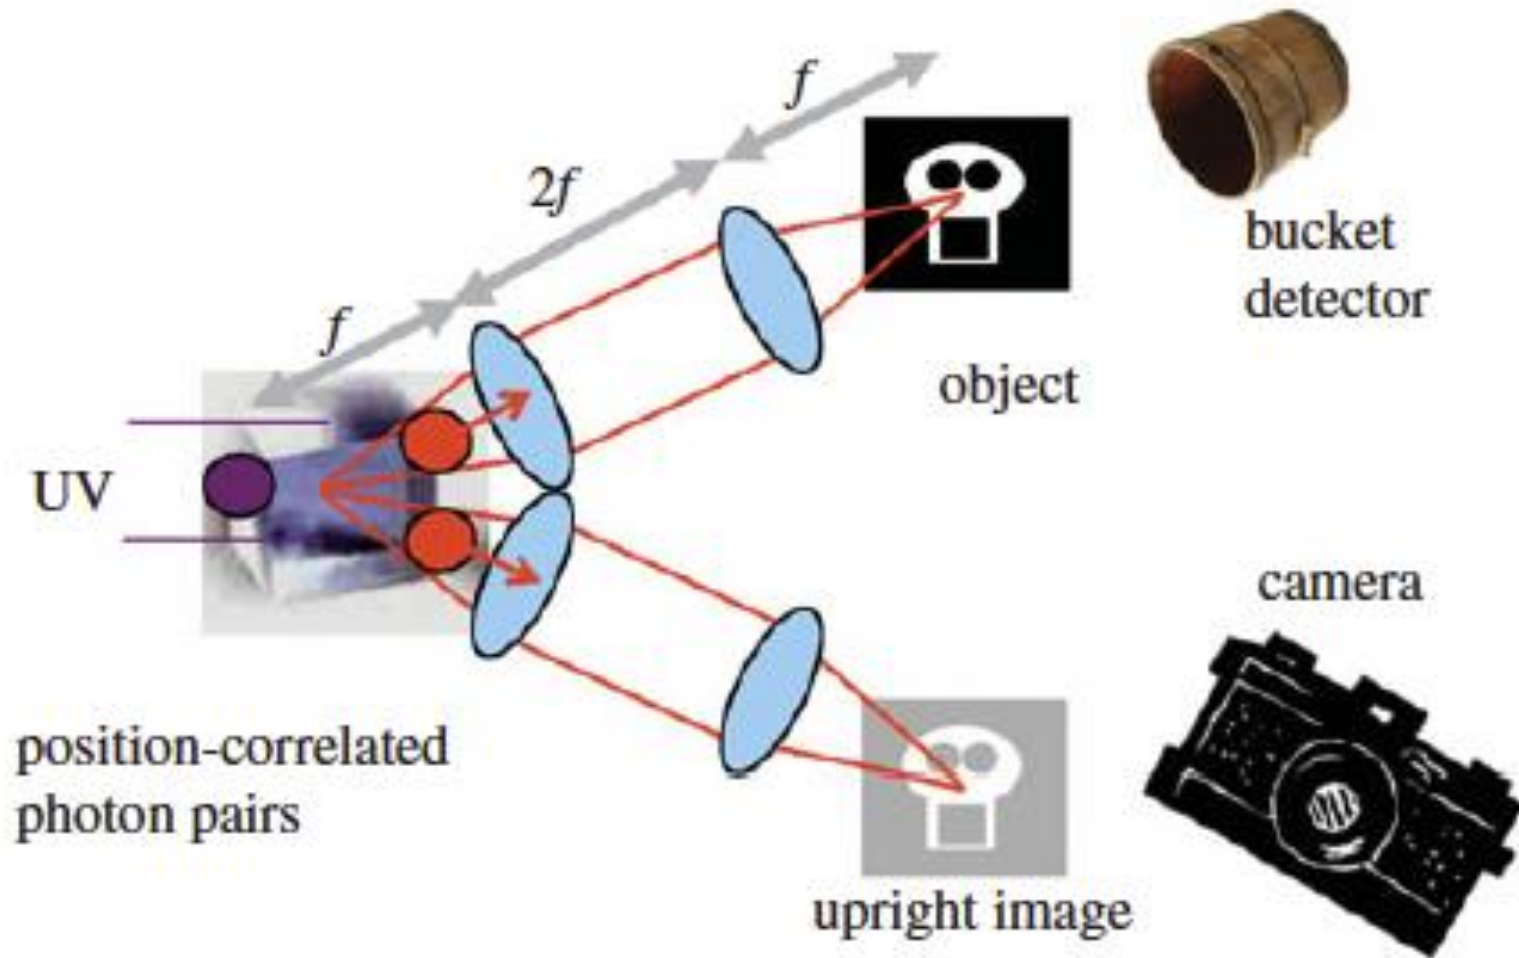 f
2f
f
bucket
detector
object
UV
camera
position-correlated
photon pairs
upright image